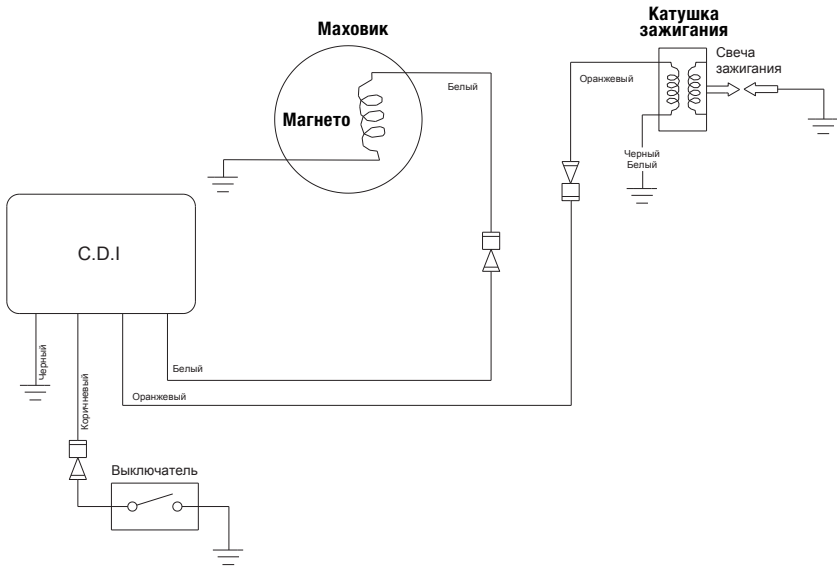 Маховик
Катушка
зажигания
Свеча
зажигания
Белый
Оранжевый
Магнето
Черный
Белый
C.D.I
Черный
Коричневый
Белый
Оранжевый
Выключатель